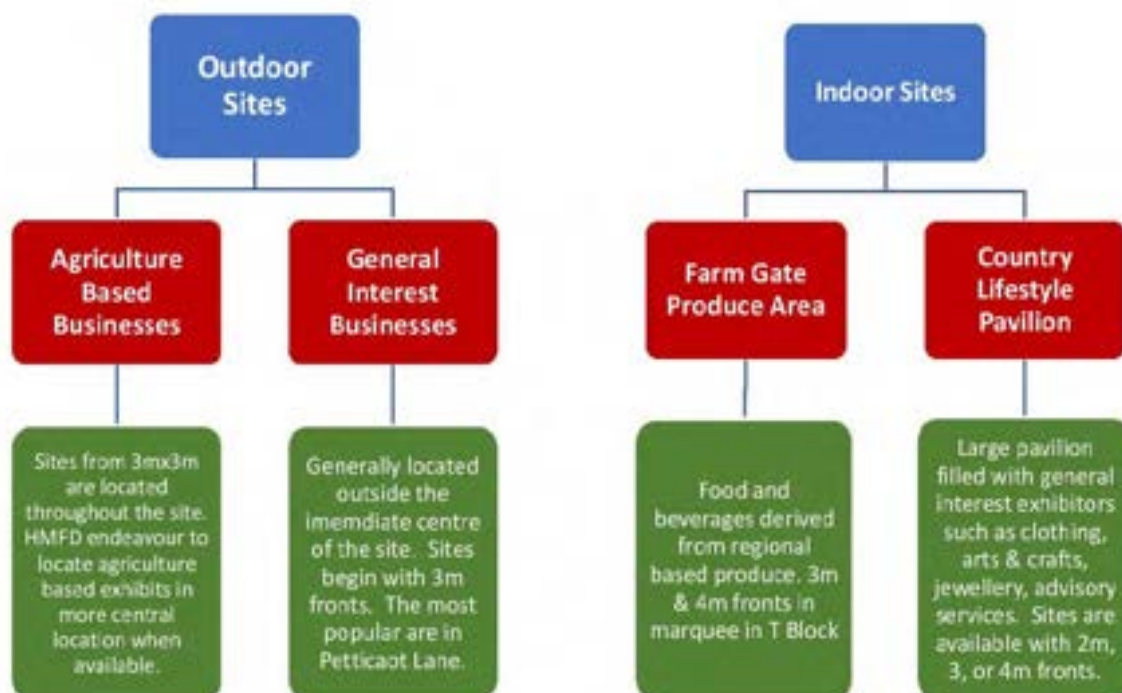 Outdoor
Sites
Agriculture
Based
Businesses
Sites from 3mx3m
are located
throughout the site.
HMFD endeavour to
locate agriculture
based exhibits in
more central
location when
available.
General
Interest
Businesses
Generally located
outside the
imemdiate centre
of the site. Sites
begin with 3m
fronts. The most
popular are in
Petticaot Lane.
Indoor Sites
Farm Gate
Produce Area
Food and
beverages derived
from regional
based produce. 3m
& 4m fronts in
marquee in T Block
Country
Lifestyle
Pavilion
Large pavilion
filled with general
interest exhibitors
such as clothing,
arts & crafts,
jewellery, advisory
services. Sites are
available with 2m,
3, or 4m fronts.